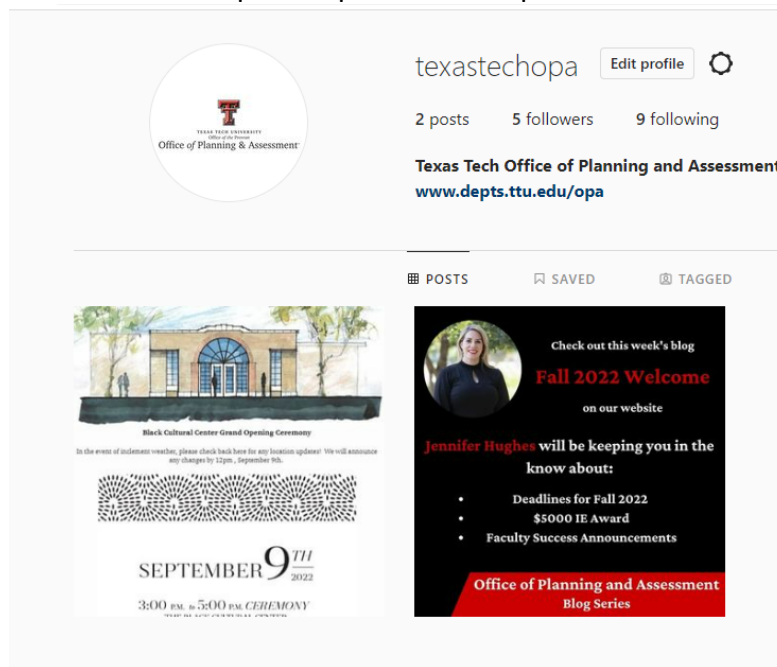 texastechopa Edit profile
2 posts 5 followers 9 following
Texas Tech Office of Planning and Assessment
www.depts.ttu.edu/opa
TEXAS TECH UNIVERSITY
Office of the Provost
Office of Planning & Assessment
POSTS SAVED TAGGED
Black Cultural Center Grand Opening Ceremony
In the event of inclement weather, please check back here for any location updates! We will announce
any changes by 12pm , September 9th.
SEPTEMBER 9TH
2022
3:00 P.M. to 5:00 P.M. CEREMONY
THE BLACK CULTURAL CENTER
Check out this week's blog
Fall 2022 Welcome
on our website
Jennifer Hughes will be keeping you in the
know about:
• Deadlines for Fall 2022
• $5000 IE Award
• Faculty Success Announcements
Office of Planning and Assessment
Blog Series